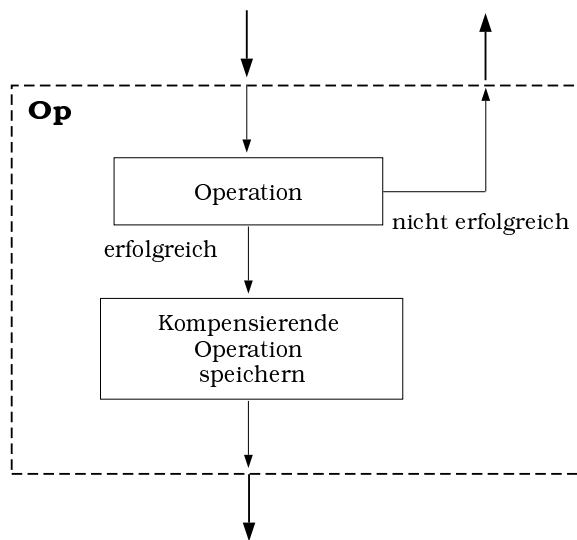 Op
Operation
nicht erfolgreich
erfolgreich
Kompensierende
Operation
speichern